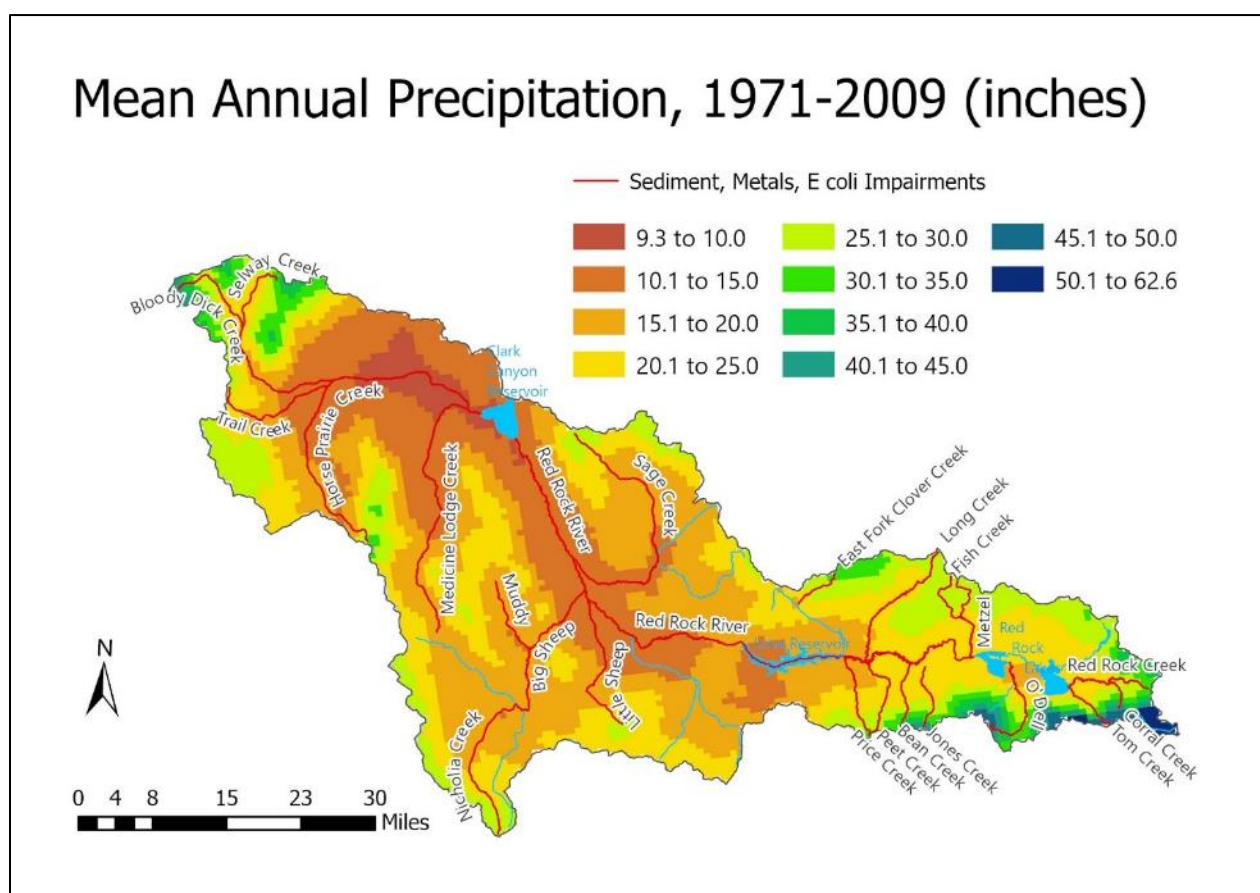 Mean Annual Precipitation, 1971-2009 (inches)
Sediment, Metals, E coli Impairments
9.3 to 10.0
10.1 to 15.0
15.1 to 20.0
20.1 to 25.0
25.1 to 30.0
30.1 to 35.0
35.1 to 40.0
40.1 to 45.0
45.1 to 50.0
50.1 to 62.6
Selway Creek
Bloody Dick Creek
Trail Creek
Horse Prairie Creek
Clark
Canyon
Reservoir
Medicine Lodge Creek
Red Rock River
Sage Creek
Muddy
Big Sheep
Little Sheep
Nicholia Creek
Red Rock River
Reservoir
East Fork Clover Creek
Long Creek
Fish Creek
Metzel
Red
Rock
O'Dell
Red Rock Creek
Corral Creek
Tom Creek
Jones Creek
Bean Creek
Peet Creek
Price Creek
N
0 4 8 15 23 30
Miles